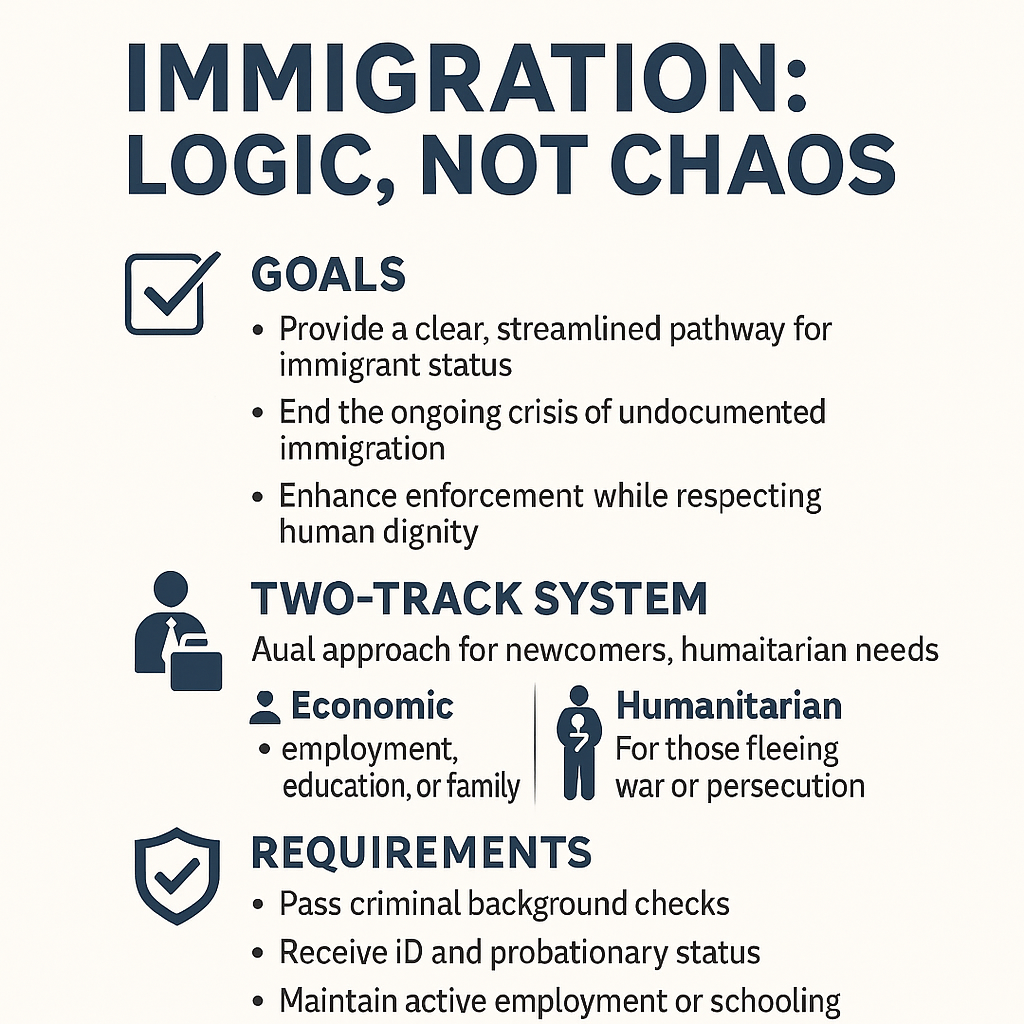 IMMIGRATION:
LOGIC, NOT CHAOS
GOALS
• Provide a clear, streamlined pathway for
immigrant status
• End the ongoing crisis of undocumented
immigration
• Enhance enforcement while respecting
human dignity
TWO-TRACK SYSTEM
Aual approach for newcomers, humaitarian needs
Economic
• employment,
education, or family
Humanitarian
For those fleeing
war or persecution
REQUIREMENTS
• Pass criminal background checks
• Receive iD and probationary status
• Maintain active employment or schooling